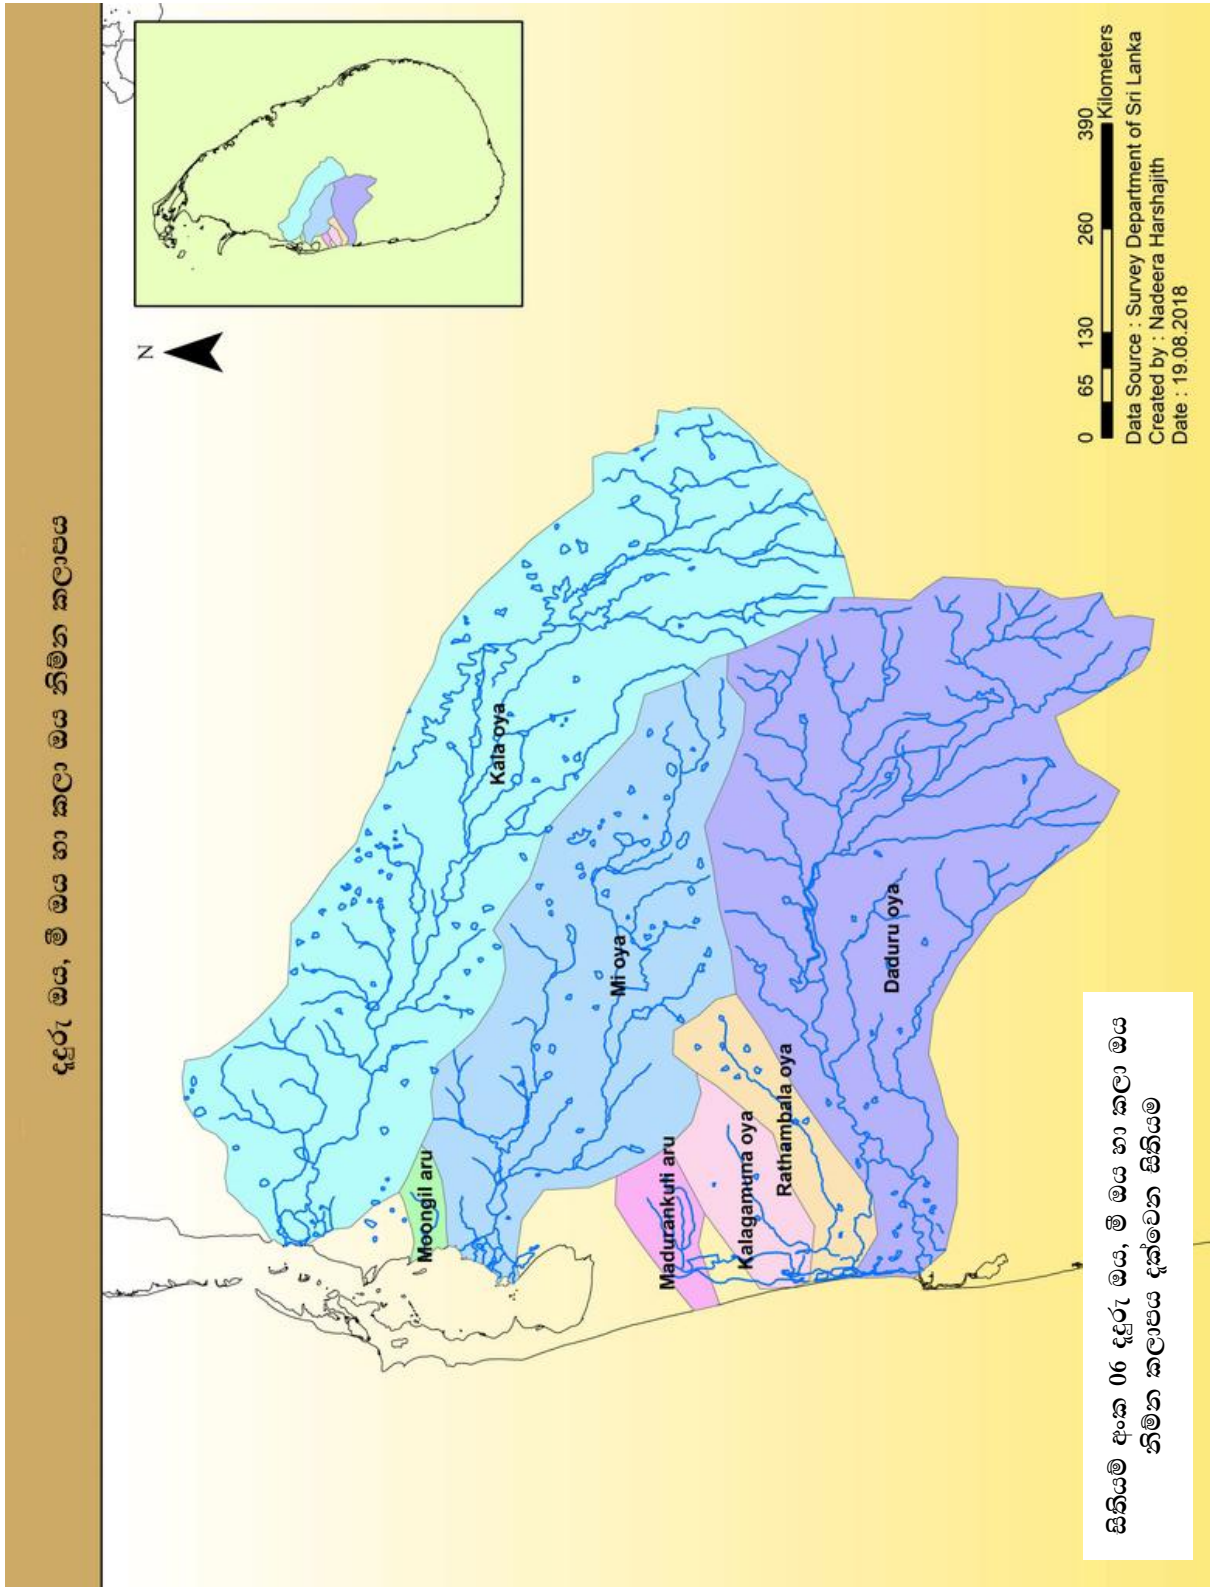 දැදුරු ඔය, මී ඔය හා කලා ඔය නිම්න කලාපය
N
Kala oya
Moongil aru
Mi oya
Madurankuli aru
Kalagamuna oya
Rathambala oya
Daduru oya
0 65 130 260 390
Kilometers
Data Source : Survey Department of Sri Lanka
Created by : Nadeera Harshajith
Date : 19.08.2018
සිතියම් අංක 06 දැදුරු ඔය, මී ඔය හා කලා ඔය
නිම්න කලාපය දැක්වෙන සිතියම